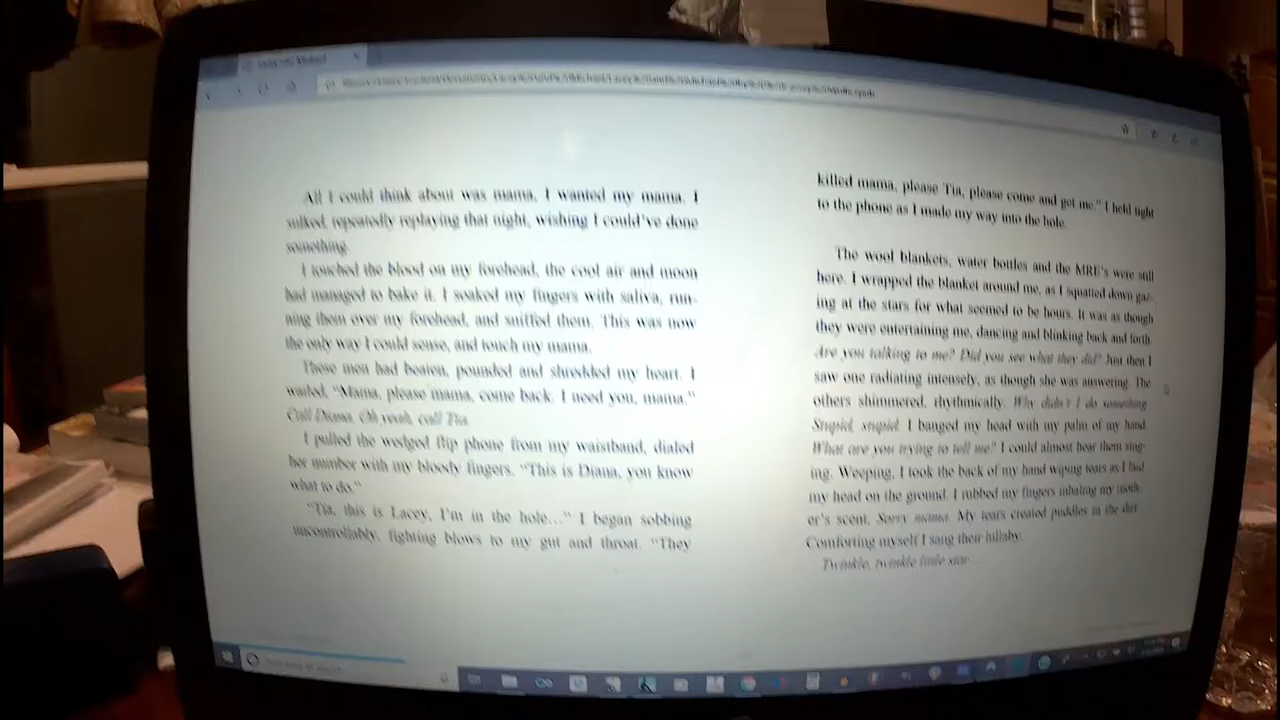 All I could think about was mama, I wanted my mama. I
sulked, repeatedly replaying that night, wishing I could've done
something.
I touched the blood on my forehead, the cool air and moon
had managed to bake it. I soaked my fingers with saliva, run-
ning them over my forehead, and sniffed them. This was now
the only way I could sense, and touch my mama.
These men had beaten, pounded and shredded my heart. I
wailed, "Mama, please mama, come back. I need you, mama."
Call Diana. Oh yeah, call Tia.
I pulled the wedged flip phone from my waistband, dialed
her number with my bloody fingers. "This is Diana, you know
what to do."
"Tia, this is Lacey, I'm in the hole..." I began sobbing
uncontrollably, fighting blows to my gut and throat. "They
killed mama, please Tia, please come and get me." I held tight
to the phone as I made my way into the hole.
The wool blankets, water bottles and the MRE's were still
here. I wrapped the blanket around me, as I squatted down gaz-
ing at the stars for what seemed to be hours. It was as though
they were entertaining me, dancing and blinking back and forth.
Are you talking to me? Did you see what they did? Just then I
saw one radiating intensely, as though she was answering. The
others shimmered, rhythmically. Why didn't I do something
Stupid, stupid. I banged my head with my palm of my hand.
What are you trying to tell me? I could almost hear them sing-
ing. Weeping, I took the back of my hand wiping tears as I laid
my head on the ground. I rubbed my fingers inhaling my moth-
er's scent. Sorry mama. My tears created puddles in the dirt
Comforting myself I sang their lullaby.
Twinkle, twinkle little star...